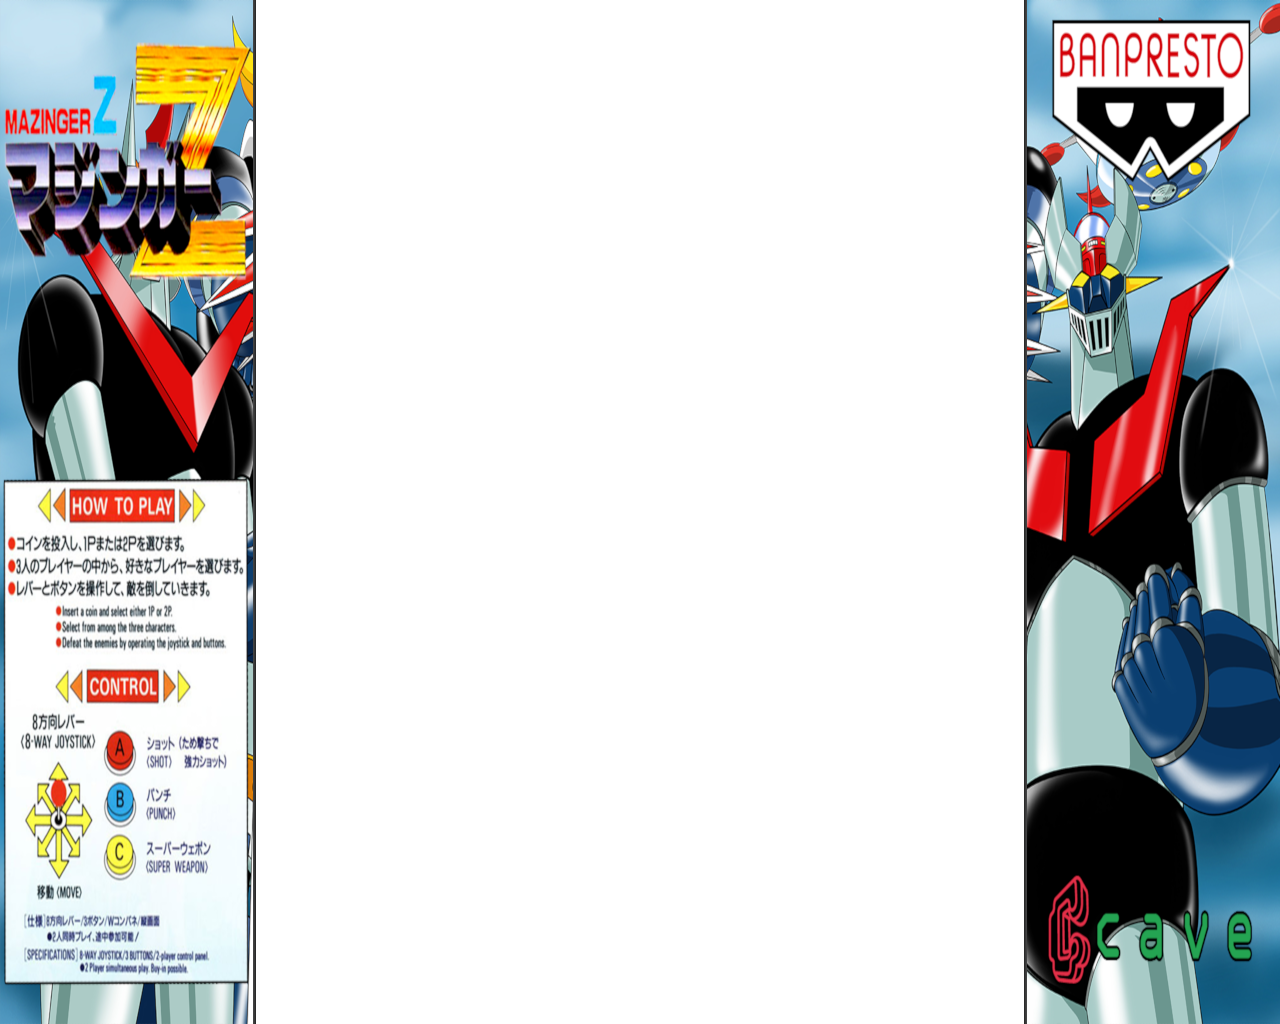 MAZINGER Z
マジンガーZ
HOW TO PLAY
●コインを投入し、1Pまたは2Pを選びます。
●3人のプレイヤーの中から、好きなプレイヤーを選びます。
●レバーとボタンを操作して、敵を倒していきます。
●Insert a coin and select either 1P or 2P.
●Select from among the three characters.
●Defeat the enemies by operating the joystick and buttons.
CONTROL
8方向レバー
〈8-WAY JOYSTICK〉
A
ショット (ため撃ちで
〈SHOT〉 強力ショット)
B
パンチ
〈PUNCH〉
C
スーパーウェポン
〈SUPER WEAPON〉
移動〈MOVE〉
[仕様]8方向レバー/3ボタン/Wコンパネ/縦画面
●2人同時プレイ、途中参加可能/
[SPECIFICATIONS] 8-WAY JOYSTICK/3 BUTTONS/2-player control panel.
●2 Player simultaneous play. Buy-in possible.
BANPRESTO
cave